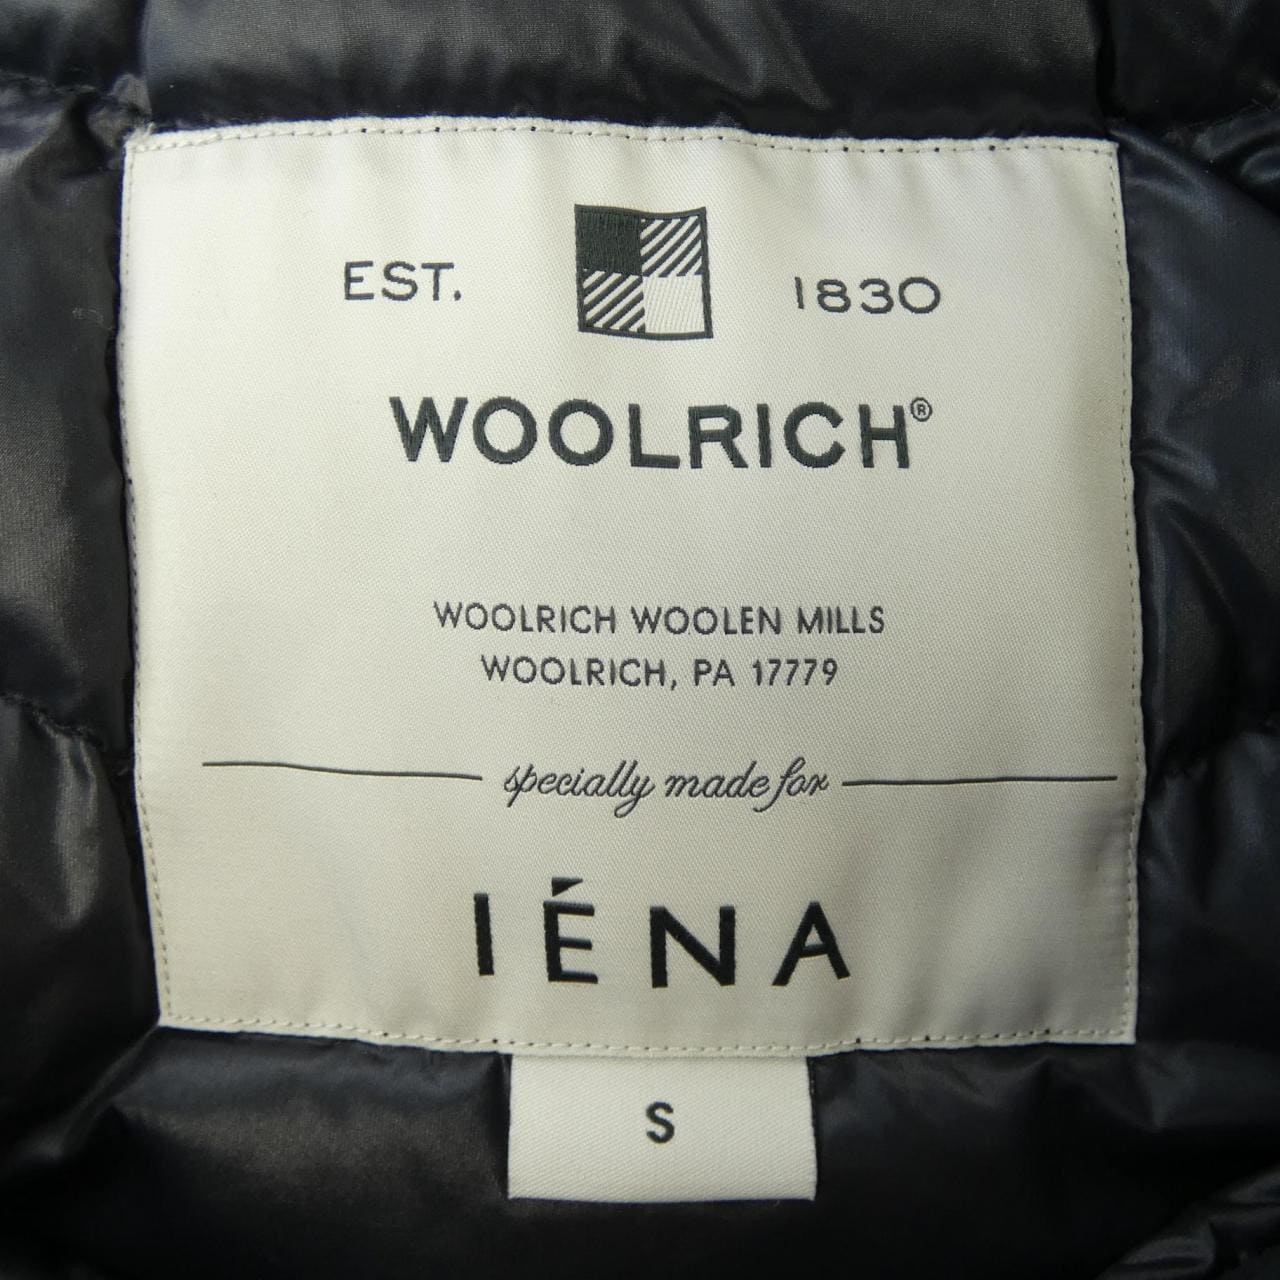 EST. 1830
WOOLRICH®
WOOLRICH WOOLEN MILLS
WOOLRICH, PA 17779
specially made for
IÉNA
S